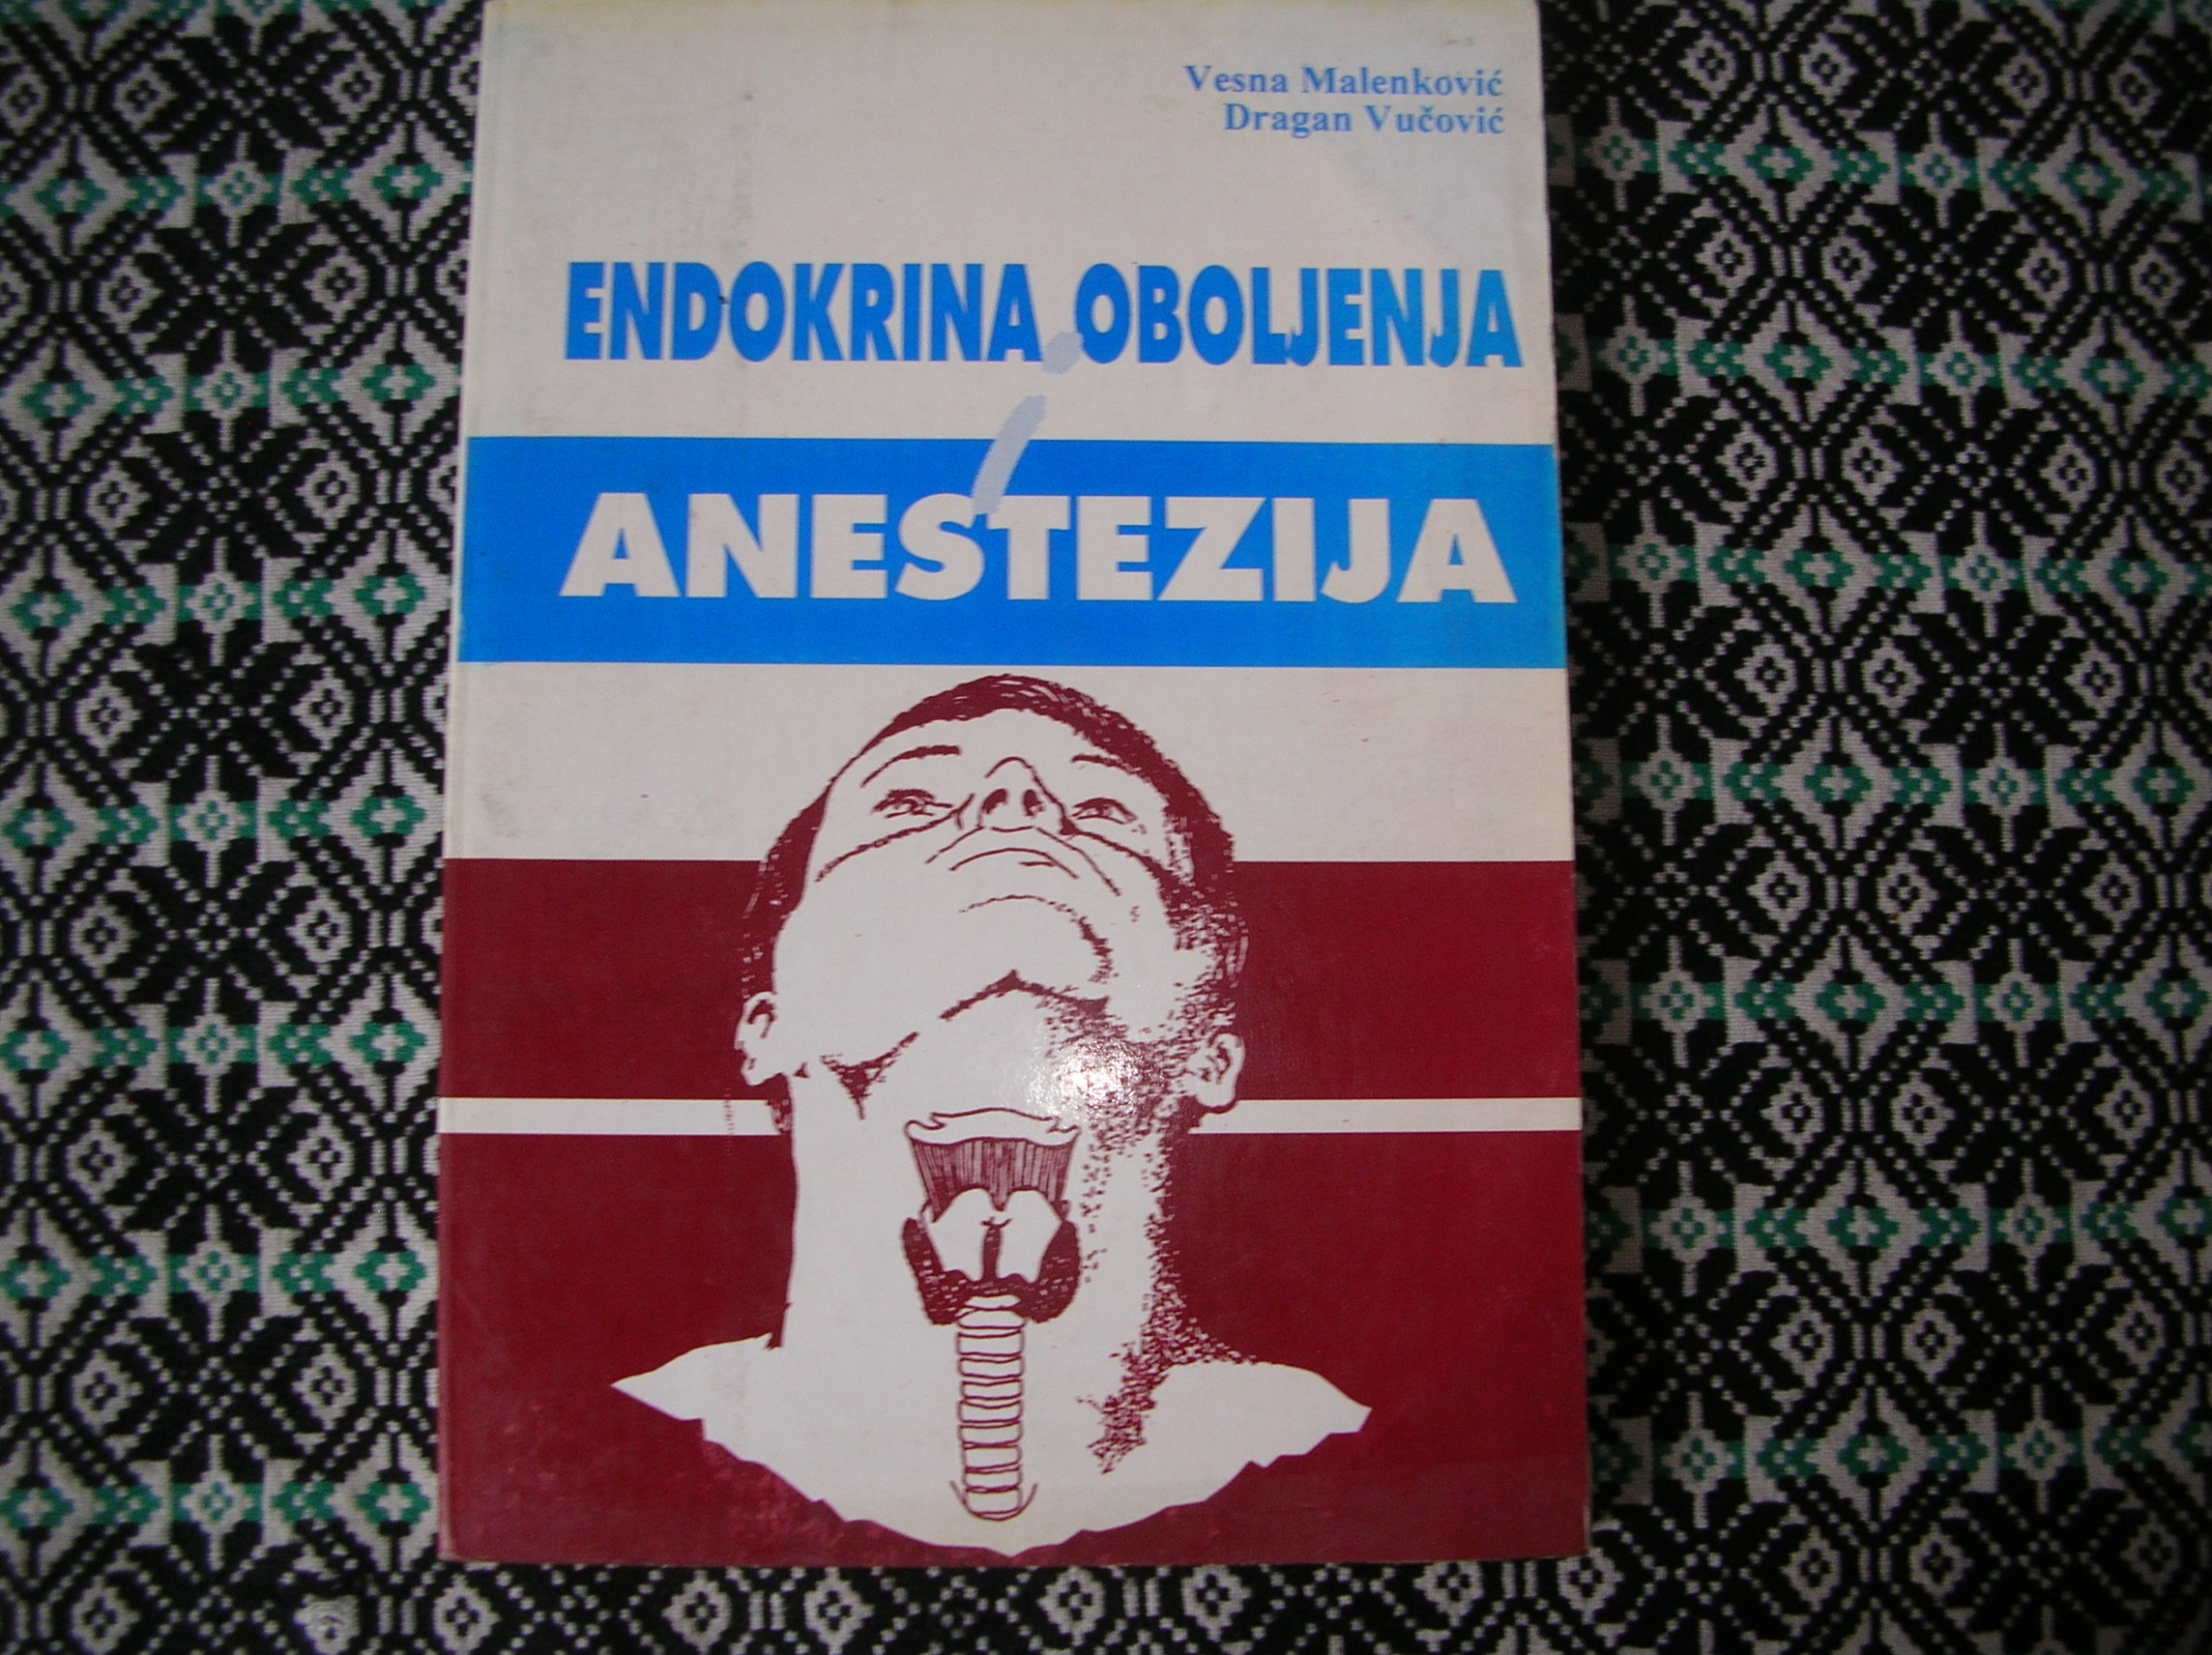 Vesna Malenković
Dragan Vučović
ENDOKRINA OBOLJENJA
i
ANESTEZIJA